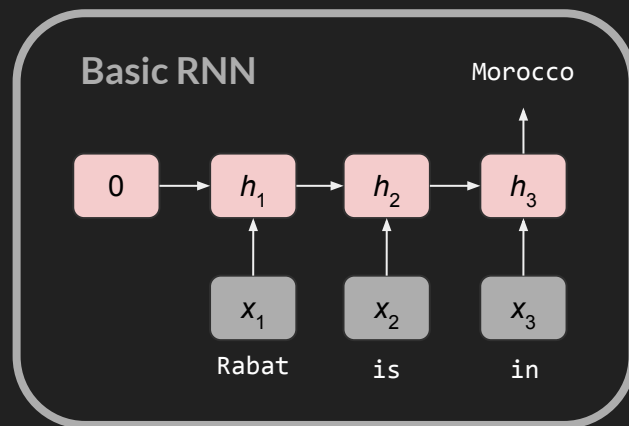 Basic RNN
Morocco
0 h₁ h₂ h₃
x₁ x₂ x₃
Rabat is in